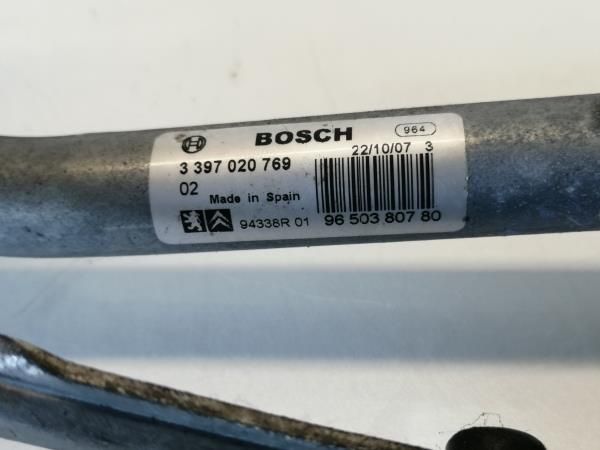 BOSCH 964
3 397 020 769 22/10/07 3
02
Made in Spain
94338R 01 96 503 807 80